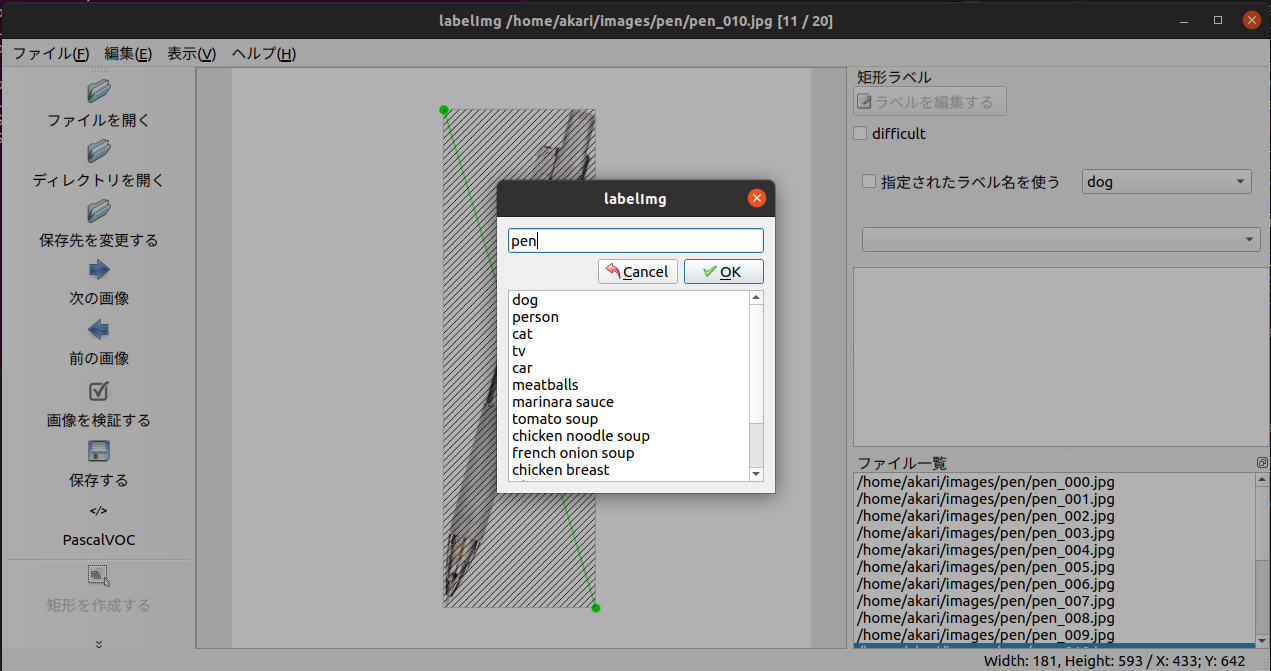 labelImg /home/akari/images/pen/pen_010.jpg [11 / 20]
ファイル(F) 編集(E) 表示(V) ヘルプ(H)
ファイルを開く
ディレクトリを開く
保存先を変更する
次の画像
前の画像
画像を検証する
保存する
</>
PascalVOC
矩形を作成する
labelImg
pen
Cancel
OK
dog
person
cat
tv
car
meatballs
marinara sauce
tomato soup
chicken noodle soup
french onion soup
chicken breast
矩形ラベル
ラベルを編集する
difficult
指定されたラベル名を使う
dog
ファイル一覧
/home/akari/images/pen/pen_000.jpg
/home/akari/images/pen/pen_001.jpg
/home/akari/images/pen/pen_002.jpg
/home/akari/images/pen/pen_003.jpg
/home/akari/images/pen/pen_004.jpg
/home/akari/images/pen/pen_005.jpg
/home/akari/images/pen/pen_006.jpg
/home/akari/images/pen/pen_007.jpg
/home/akari/images/pen/pen_008.jpg
/home/akari/images/pen/pen_009.jpg
Width: 181, Height: 593 / X: 433; Y: 642